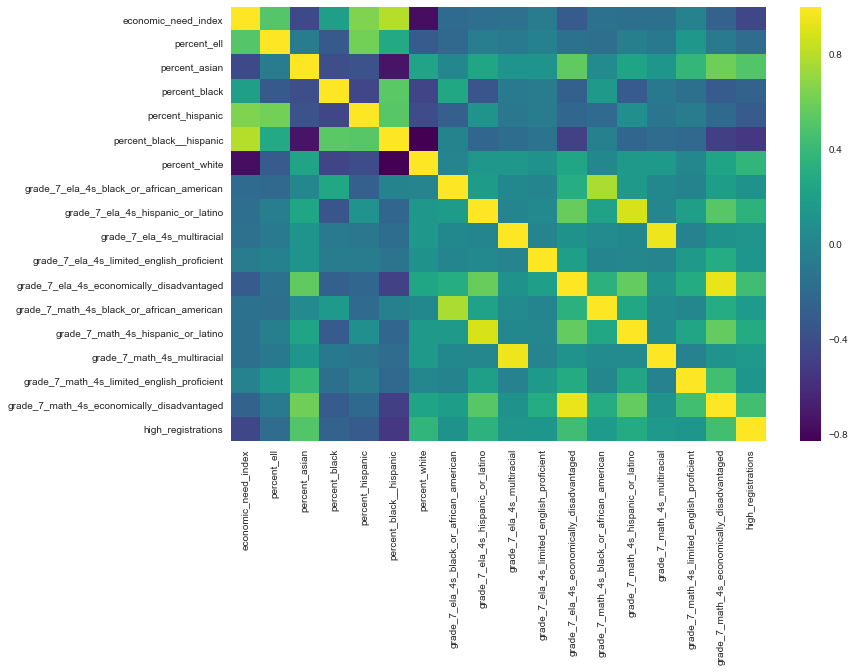 economic_need_index
percent_ell
percent_asian
percent_black
percent_hispanic
percent_black__hispanic
percent_white
grade_7_ela_4s_black_or_african_american
grade_7_ela_4s_hispanic_or_latino
grade_7_ela_4s_multiracial
grade_7_ela_4s_limited_english_proficient
grade_7_ela_4s_economically_disadvantaged
grade_7_math_4s_black_or_african_american
grade_7_math_4s_hispanic_or_latino
grade_7_math_4s_multiracial
grade_7_math_4s_limited_english_proficient
grade_7_math_4s_economically_disadvantaged
high_registrations
economic_need_index
percent_ell
percent_asian
percent_black
percent_hispanic
percent_black__hispanic
percent_white
grade_7_ela_4s_black_or_african_american
grade_7_ela_4s_hispanic_or_latino
grade_7_ela_4s_multiracial
grade_7_ela_4s_limited_english_proficient
grade_7_ela_4s_economically_disadvantaged
grade_7_math_4s_black_or_african_american
grade_7_math_4s_hispanic_or_latino
grade_7_math_4s_multiracial
grade_7_math_4s_limited_english_proficient
grade_7_math_4s_economically_disadvantaged
high_registrations
0.8
0.4
0.0
−0.4
−0.8